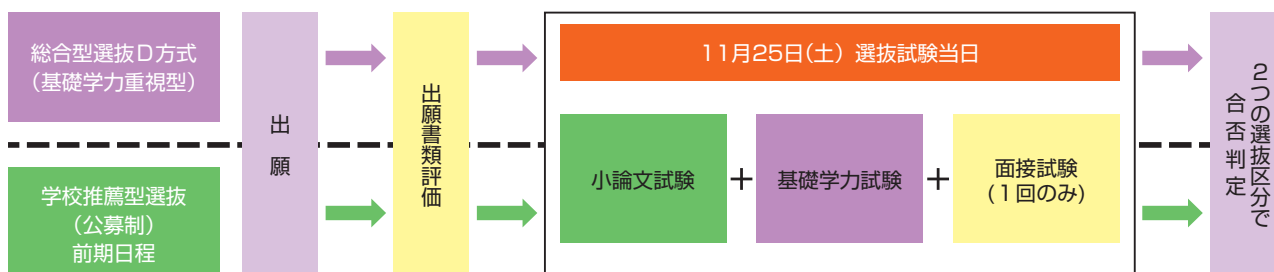 総合型選抜D方式
（基礎学力重視型）
学校推薦型選抜
（公募制）
前期日程
出願
出願書類評価
11月25日(土) 選抜試験当日
小論文試験
+
基礎学力試験
+
面接試験
(１回のみ)
２つの選抜区分で
合否判定